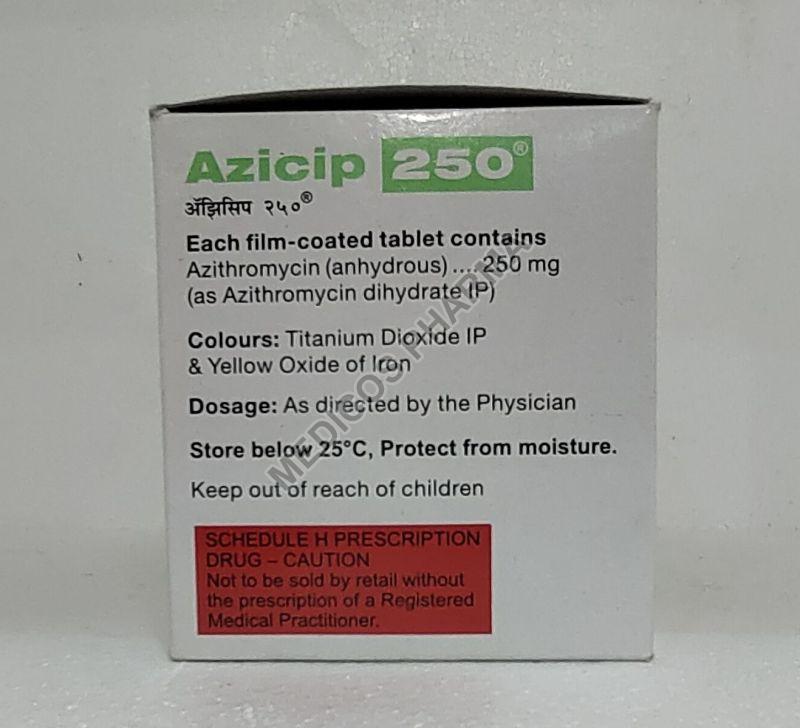 Azicip 250®
ॲझिसिप २५०®
Each film-coated tablet contains
Azithromycin (anhydrous) .... 250 mg
(as Azithromycin dihydrate IP)
Colours: Titanium Dioxide IP
& Yellow Oxide of Iron
Dosage: As directed by the Physician
Store below 25°C, Protect from moisture.
Keep out of reach of children
SCHEDULE H PRESCRIPTION
DRUG – CAUTION
Not to be sold by retail without
the prescription of a Registered
Medical Practitioner.
MEDICOS PHARMA